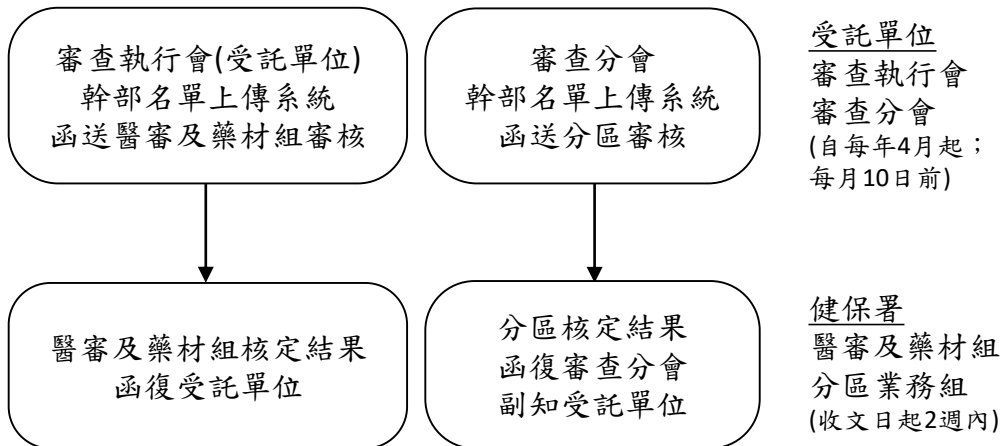 審查執行會(受託單位)
幹部名單上傳系統
函送醫審及藥材組審核
審查分會
幹部名單上傳系統
函送分區審核
受託單位
審查執行會
審查分會
(自每年4月起；
每月10日前)
醫審及藥材組核定結果
函復受託單位
分區核定結果
函復審查分會
副知受託單位
健保署
醫審及藥材組
分區業務組
(收文日起2週內)